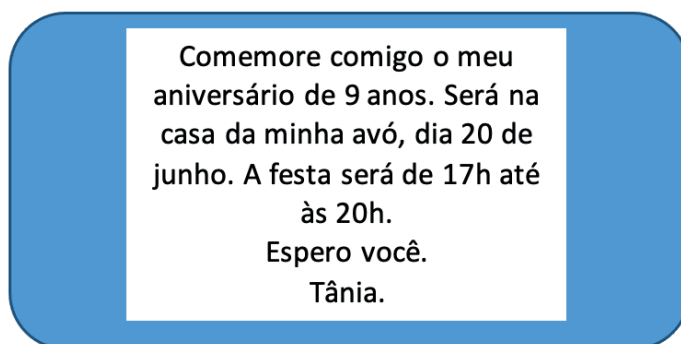 Comemore comigo o meu
aniversário de 9 anos. Será na
casa da minha avó, dia 20 de
junho. A festa será de 17h até
às 20h.
Espero você.
Tânia.